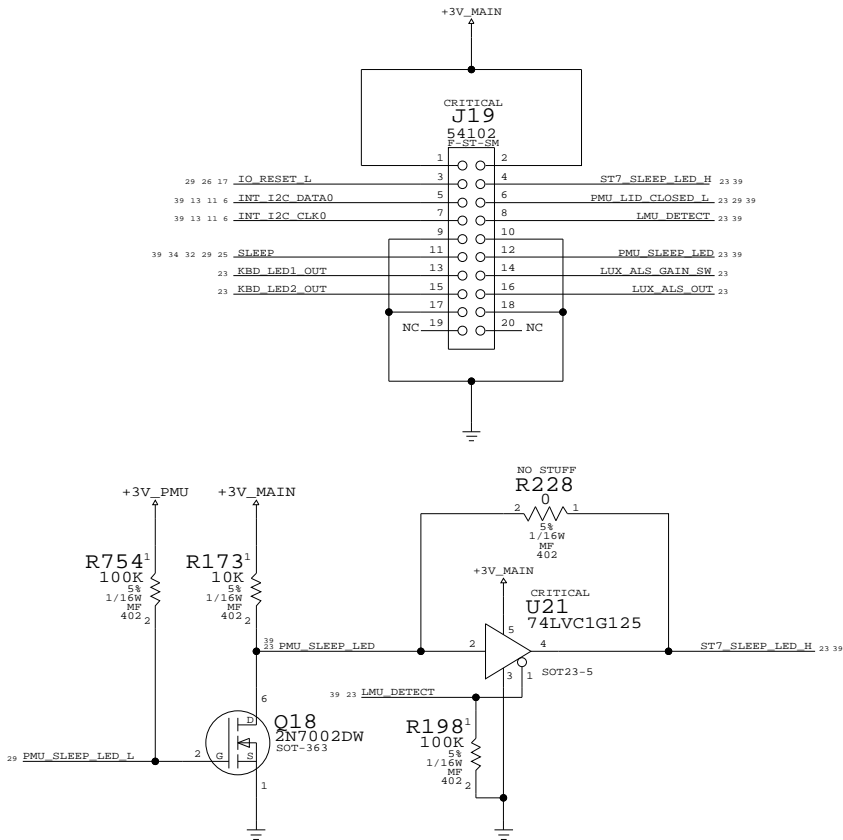 +3V_MAIN
CRITICAL
J19
54102
F-ST-SM
1 2
29 26 17 IO_RESET_L 3 4 ST7_SLEEP_LED_H 23 39
39 13 11 6 INT_I2C_DATA0 5 6 PMU_LID_CLOSED_L 23 29 39
39 13 11 6 INT_I2C_CLK0 7 8 LMU_DETECT 23 39
9 10
39 34 32 29 25 SLEEP 11 12 PMU_SLEEP_LED 23 39
23 KBD_LED1_OUT 13 14 LUX_ALS_GAIN_SW 23
23 KBD_LED2_OUT 15 16 LUX_ALS_OUT 23
17 18
NC 19 20 NC
NO STUFF
R228
0
2 1
5%
1/16W
MF
402
+3V_PMU
+3V_MAIN
R754 1
100K
5%
1/16W
MF
402 2
R173 1
10K
5%
1/16W
MF
402 2
+3V_MAIN
CRITICAL
U21
74LVC1G125
5
39
23 PMU_SLEEP_LED 2 4 ST7_SLEEP_LED_H 23 39
SOT23-5
3 1
39 23 LMU_DETECT
R198 1
100K
5%
1/16W
MF
402
2
6
D
Q18
2N7002DW
SOT-363
29 PMU_SLEEP_LED_L 2 G S
1